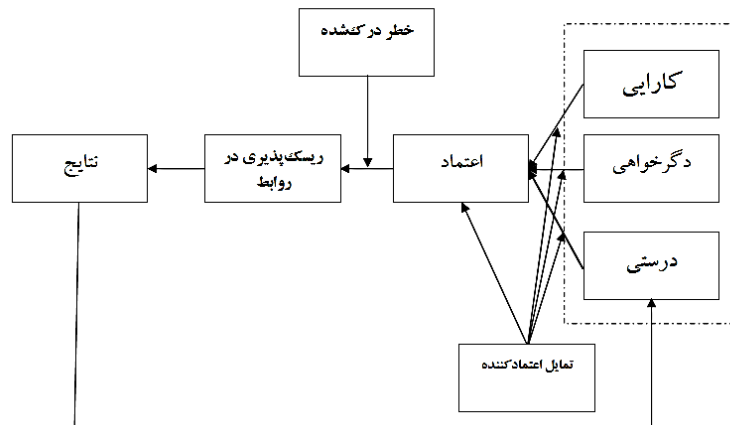 خطر درک‌شده
کارایی
دگرخواهی
اعتماد
ریسک‌پذیری در
روابط
نتایج
درستی
تمایل اعتمادکننده